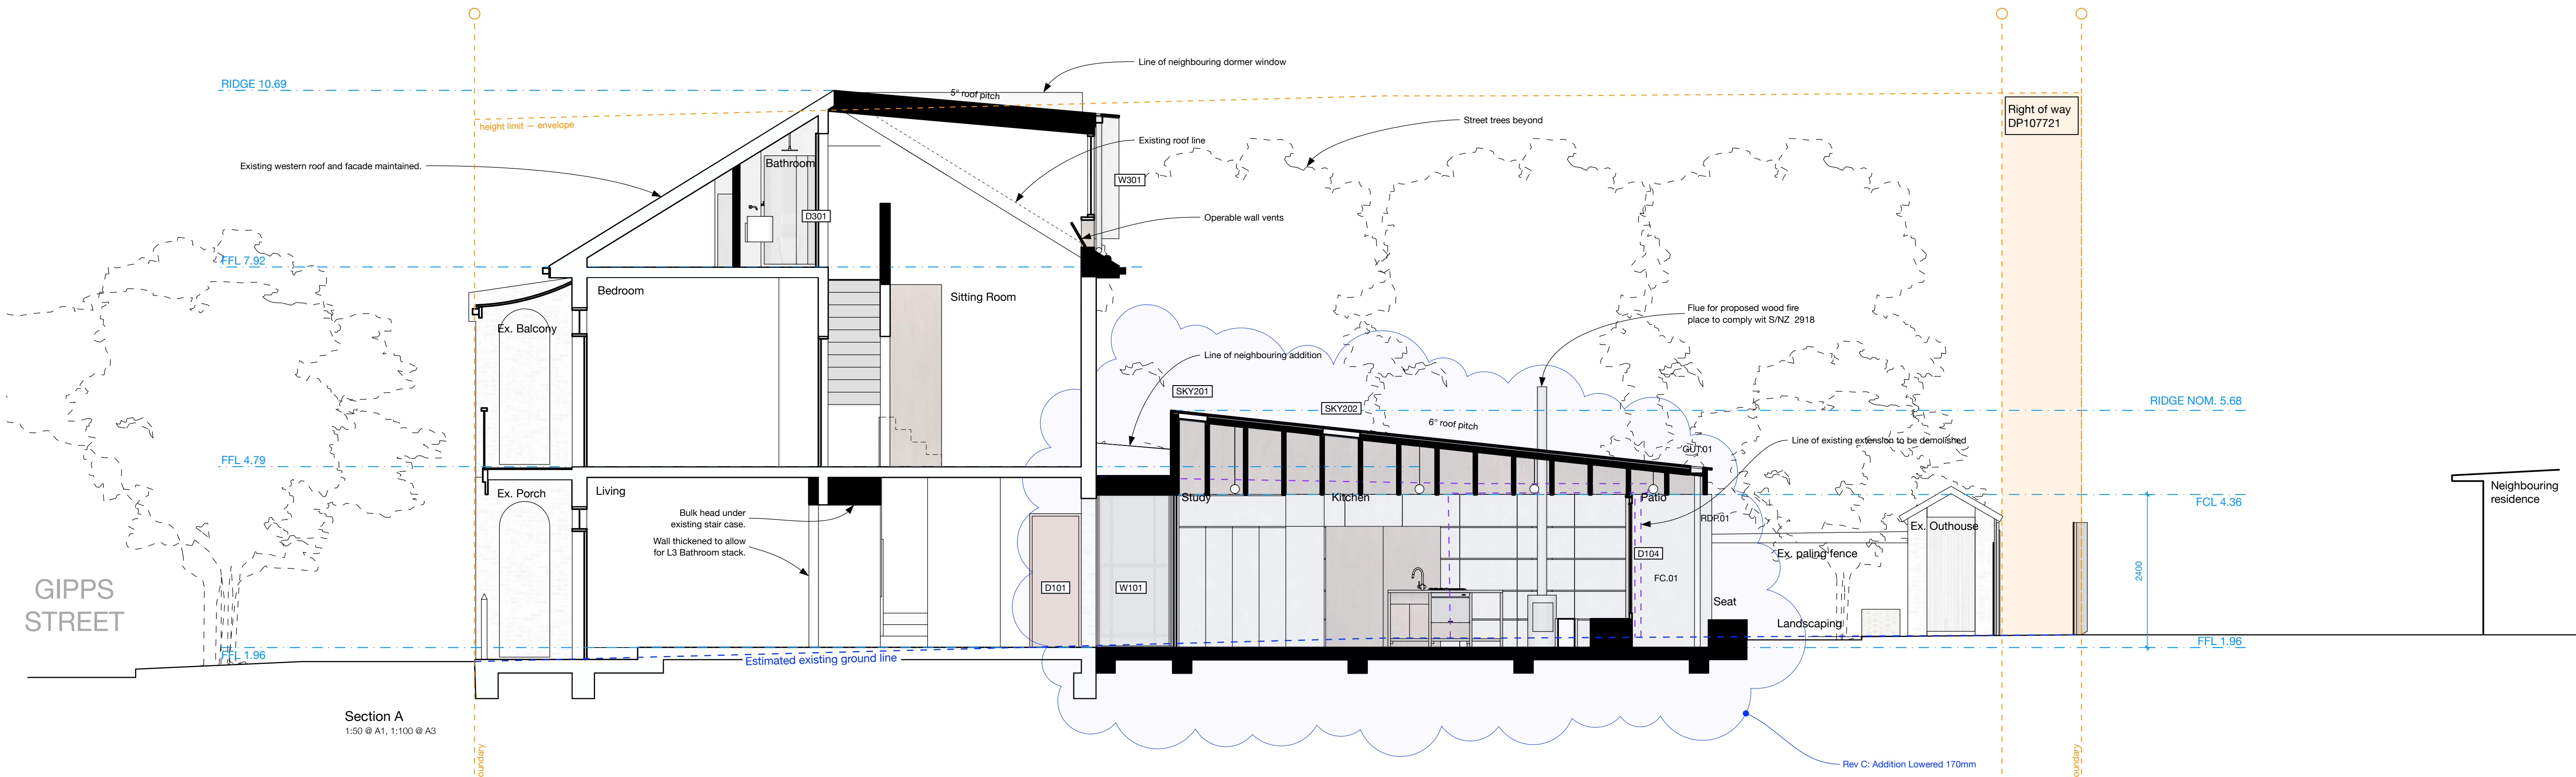 RIDGE 10.69
Line of neighbouring dormer window
5° roof pitch
height limit — envelope
Right of way
DP107721
Street trees beyond
Existing roof line
Existing western roof and facade maintained.
Bathroom
W301
D301
Operable wall vents
FFL 7.92
Bedroom
Sitting Room
Ex. Balcony
Flue for proposed wood fire
place to comply wit S/NZ 2918
Line of neighbouring addition
SKY201
SKY202
RIDGE NOM. 5.68
6° roof pitch
Line of existing extension to be demolished
GUT.01
FFL 4.79
Ex. Porch
Living
Study
Kitchen
Patio
FCL 4.36
Neighbouring
residence
Bulk head under
existing stair case.
RDP.01
Ex. Outhouse
Wall thickened to allow
for L3 Bathroom stack.
D104
Ex. paling fence
2400
FC.01
D101
W101
GIPPS
STREET
Seat
Landscaping
FFL 1.96
FFL 1.96
Estimated existing ground line
Section A
1:50 @ A1, 1:100 @ A3
oundary
oundary
Rev C: Addition Lowered 170mm